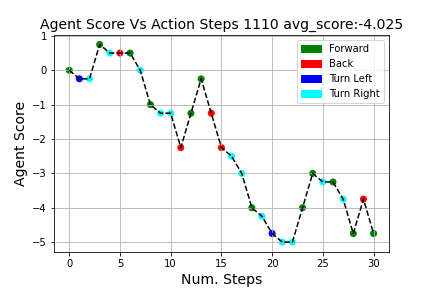 Agent Score Vs Action Steps 1110 avg_score:-4.025
Forward
Back
Turn Left
Turn Right
Agent Score
1
0
−1
−2
−3
−4
−5
0 5 10 15 20 25 30
Num. Steps